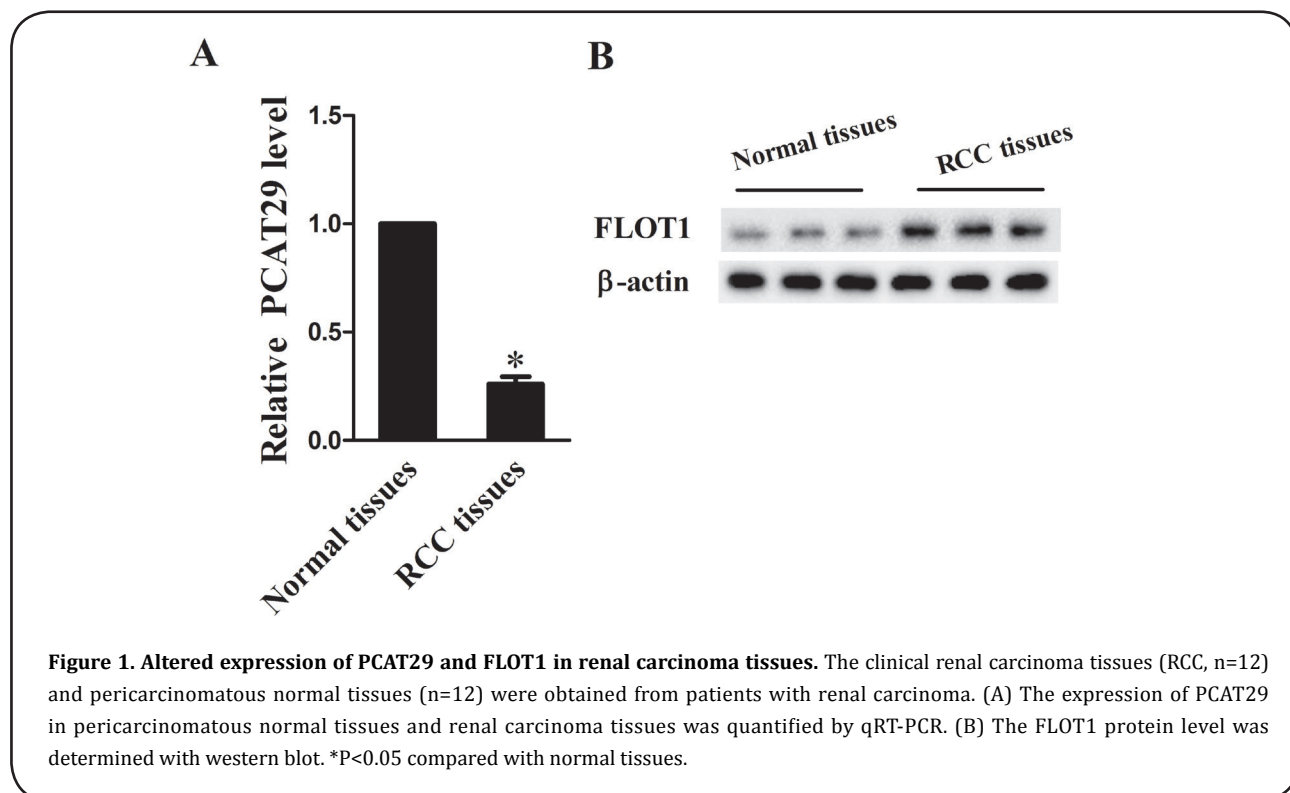 A
B
Relative PCAT29 level
1.5
1.0
0.5
0.0
*
Normal tissues
RCC tissues
Normal tissues
RCC tissues
FLOT1
β-actin
Figure 1. Altered expression of PCAT29 and FLOT1 in renal carcinoma tissues. The clinical renal carcinoma tissues (RCC, n=12)
and pericarcinomatous normal tissues (n=12) were obtained from patients with renal carcinoma. (A) The expression of PCAT29
in pericarcinomatous normal tissues and renal carcinoma tissues was quantified by qRT-PCR. (B) The FLOT1 protein level was
determined with western blot. *P<0.05 compared with normal tissues.